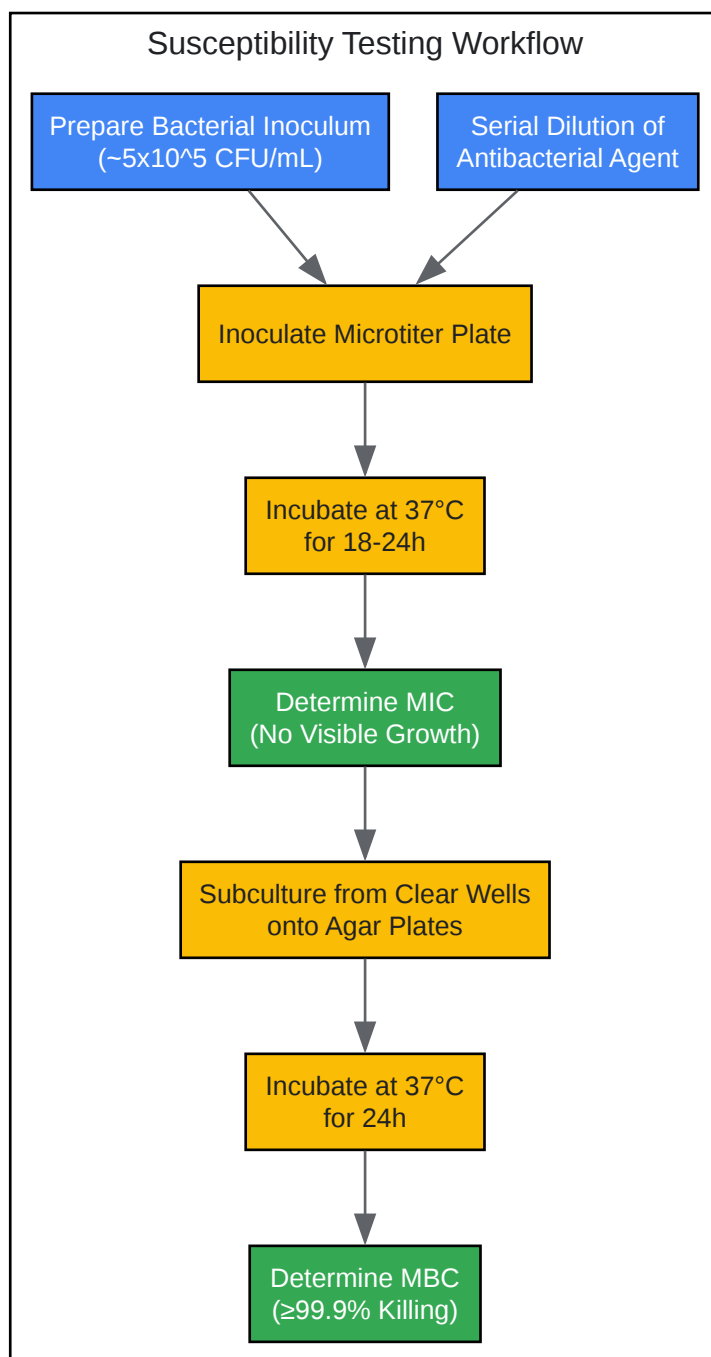 Susceptibility Testing Workflow
Prepare Bacterial Inoculum
(~5x10^5 CFU/mL)
Serial Dilution of
Antibacterial Agent
Inoculate Microtiter Plate
Incubate at 37°C
for 18-24h
Determine MIC
(No Visible Growth)
Subculture from Clear Wells
onto Agar Plates
Incubate at 37°C
for 24h
Determine MBC
(≥99.9% Killing)